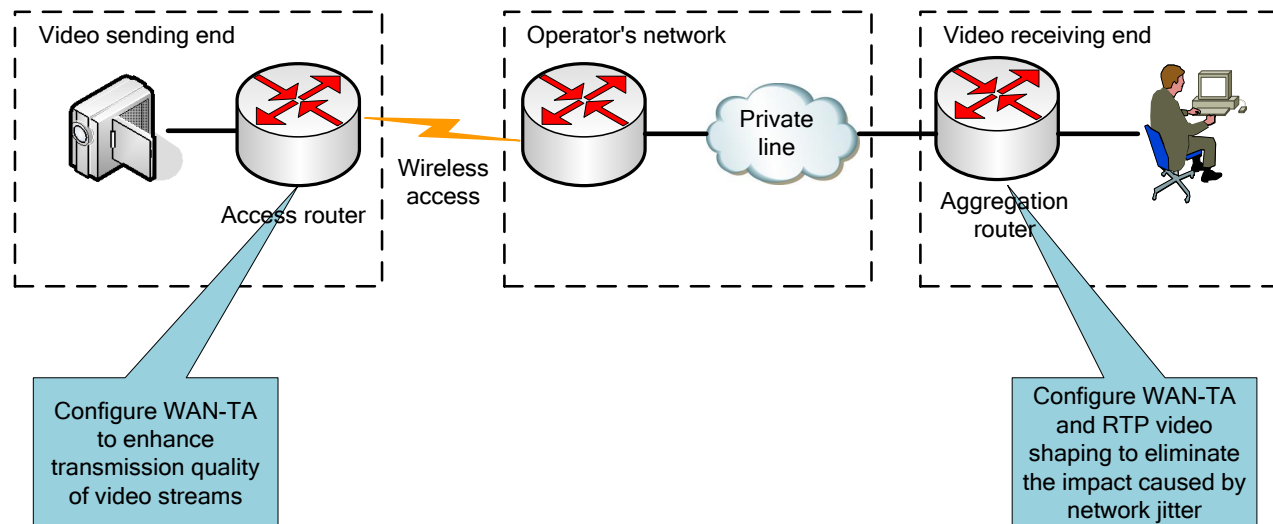 Video sending end
Operator's network
Video receiving end
Private
line
Wireless
access
Access router
Aggregation
router
Configure WAN-TA
to enhance
transmission quality
of video streams
Configure WAN-TA
and RTP video
shaping to eliminate
the impact caused by
network jitter